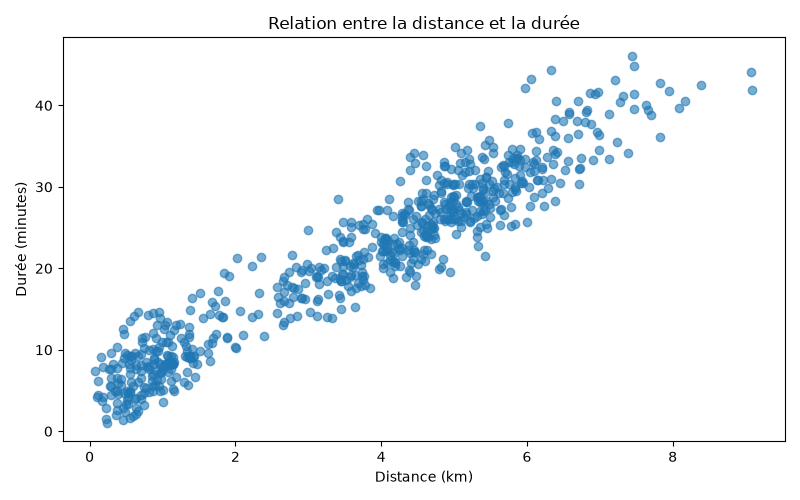 Relation entre la distance et la durée
Durée (minutes)
40
30
20
10
0
0 2 4 6 8
Distance (km)